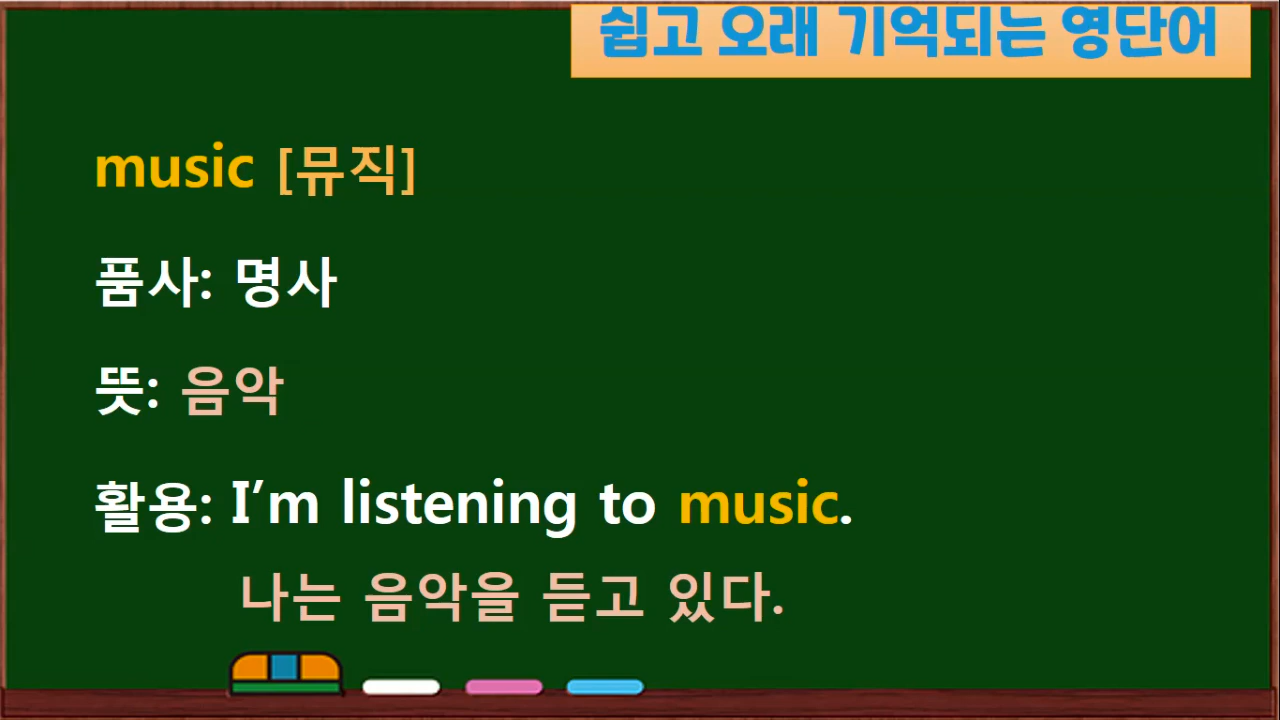 쉽고 오래 기억되는 영단어
music [뮤직]
품사: 명사
뜻: 음악
활용: I’m listening to music.
나는 음악을 듣고 있다.